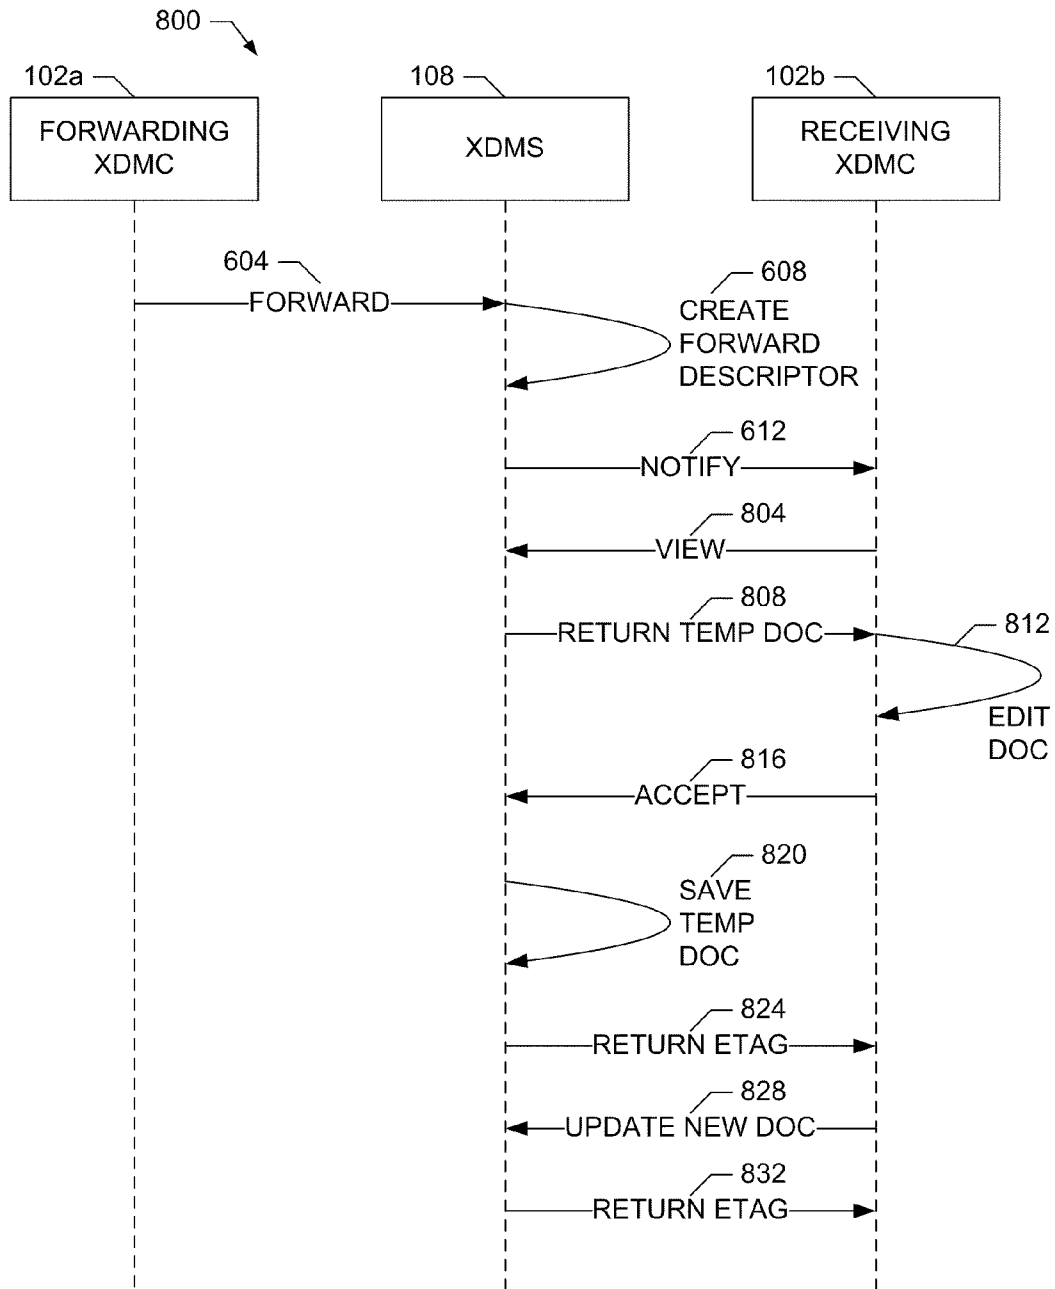 800
102a
108
102b
FORWARDING
XDMC
XDMS
RECEIVING
XDMC
604
FORWARD
608
CREATE
FORWARD
DESCRIPTOR
612
NOTIFY
804
VIEW
808
RETURN TEMP DOC
812
EDIT
DOC
816
ACCEPT
820
SAVE
TEMP
DOC
824
RETURN ETAG
828
UPDATE NEW DOC
832
RETURN ETAG